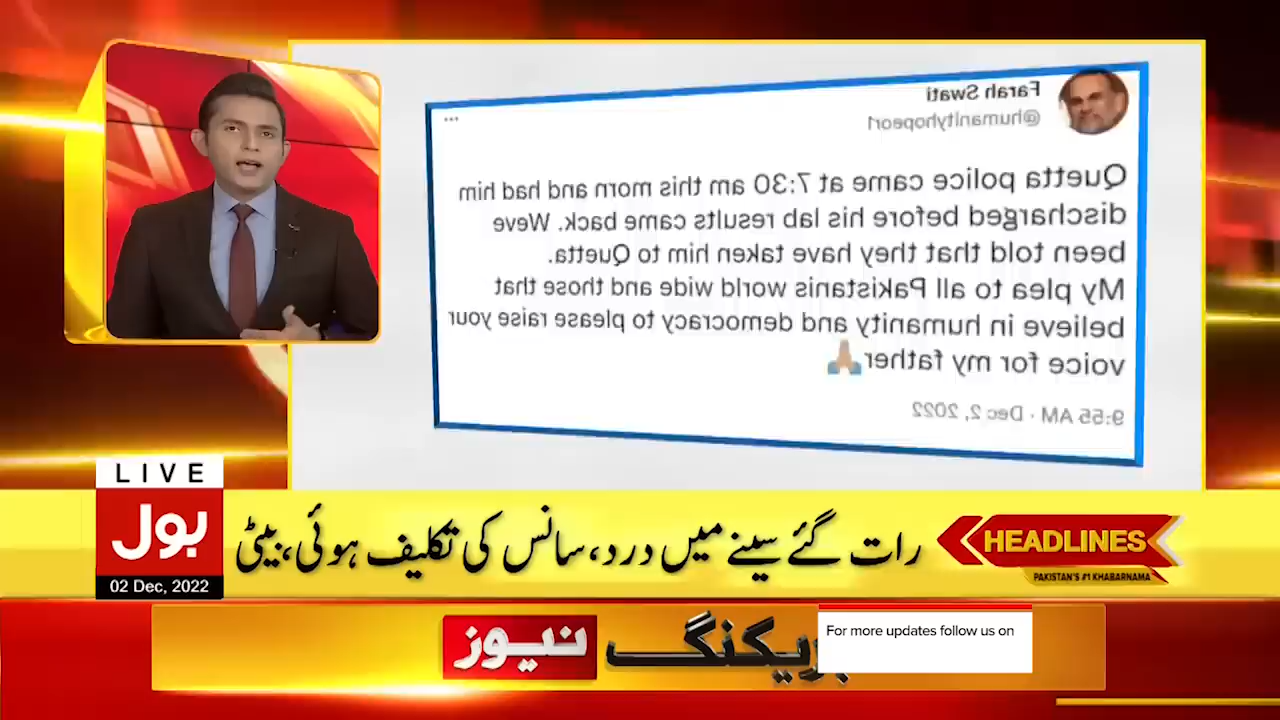 Farah Swati
@humanityhopeor1
Quetta police came at 7:30 am this morn and had him
discharged before his lab results came back. Weve
been told that they have taken him to Quetta.
My plea to all Pakistanis world wide and those that
believe in humanity and democracy to please raise your
voice for my father🙏🏽
9:55 AM · Dec 2, 2022
LIVE
بول
02 Dec, 2022
رات گئے سینے میں درد، سانس کی تکلیف ہوئی، بیٹی
HEADLINES
PAKISTAN'S #1 KHABARNAMA
بریکنگ نیوز
For more updates follow us on